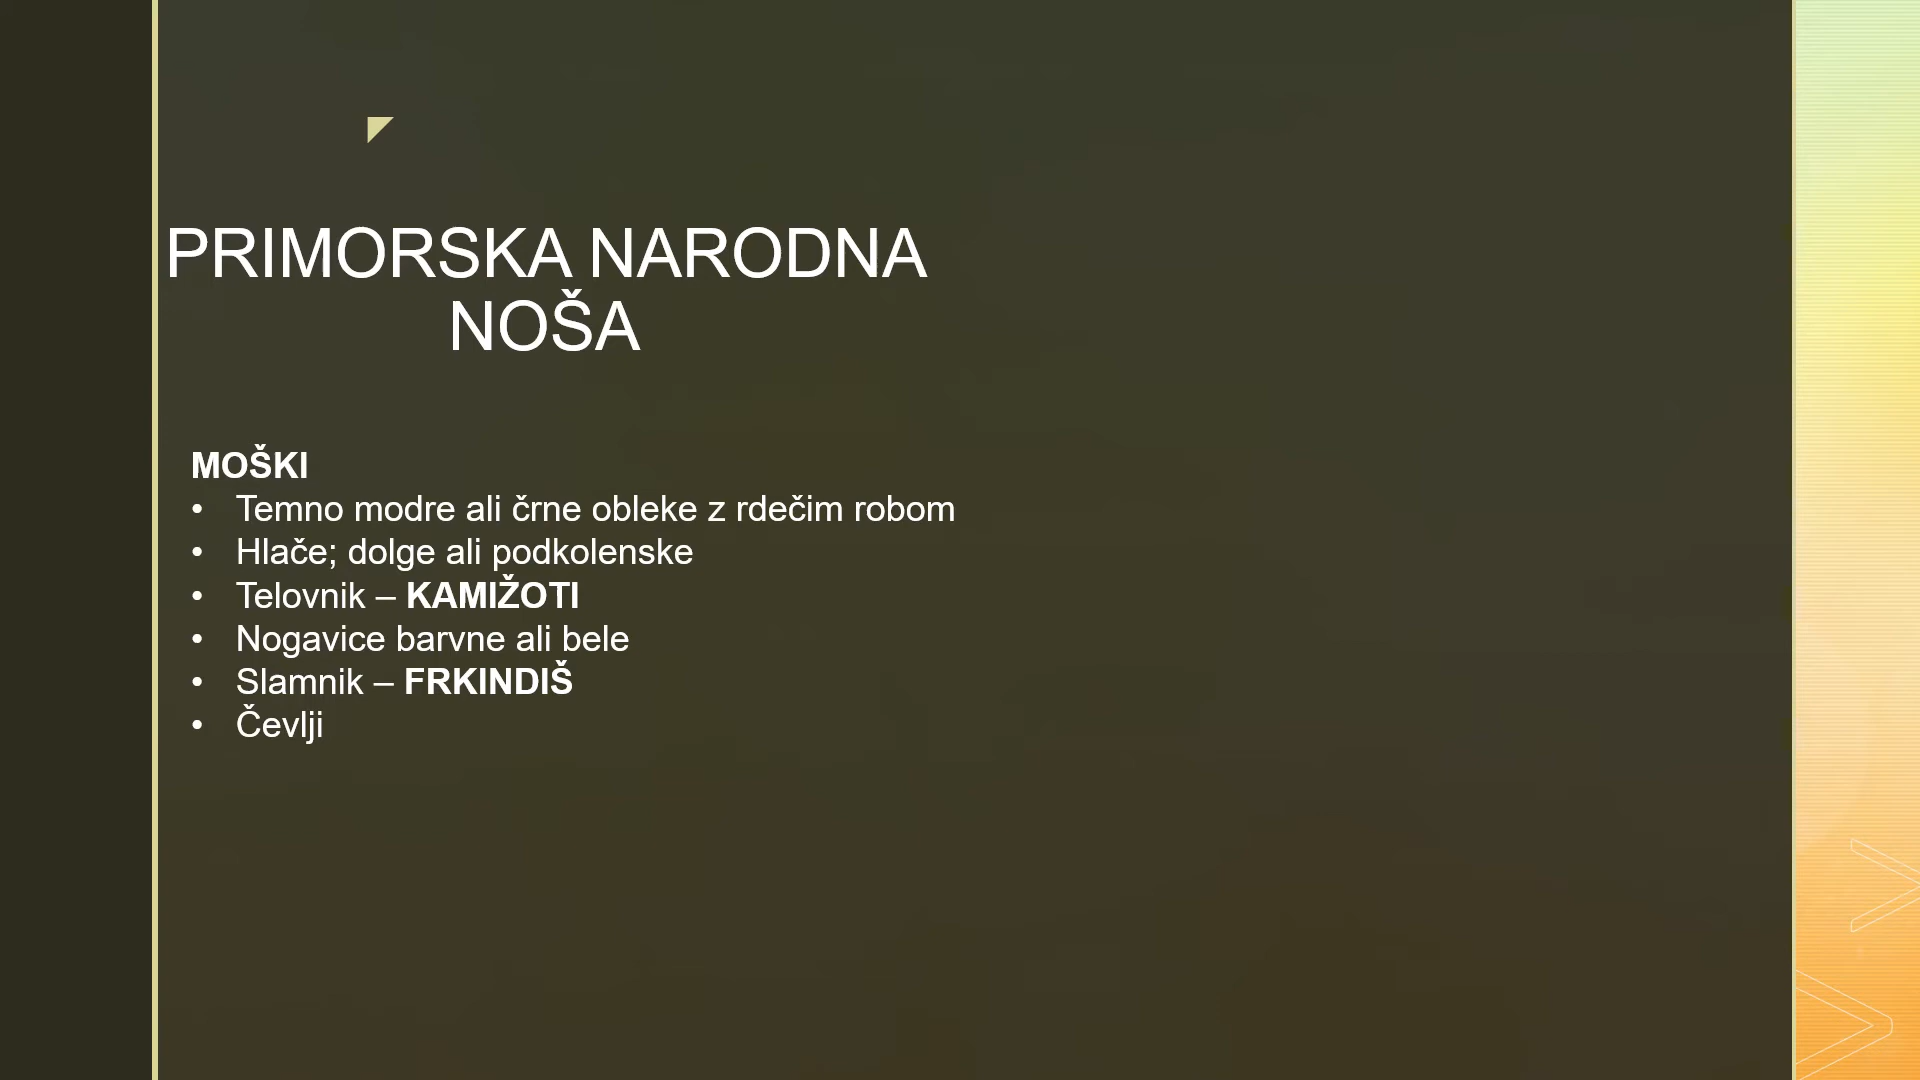 PRIMORSKA NARODNA
NOŠA
MOŠKI
• Temno modre ali črne obleke z rdečim robom
• Hlače; dolge ali podkolenske
• Telovnik – KAMIŽOTI
• Nogavice barvne ali bele
• Slamnik – FRKINDIŠ
• Čevlji